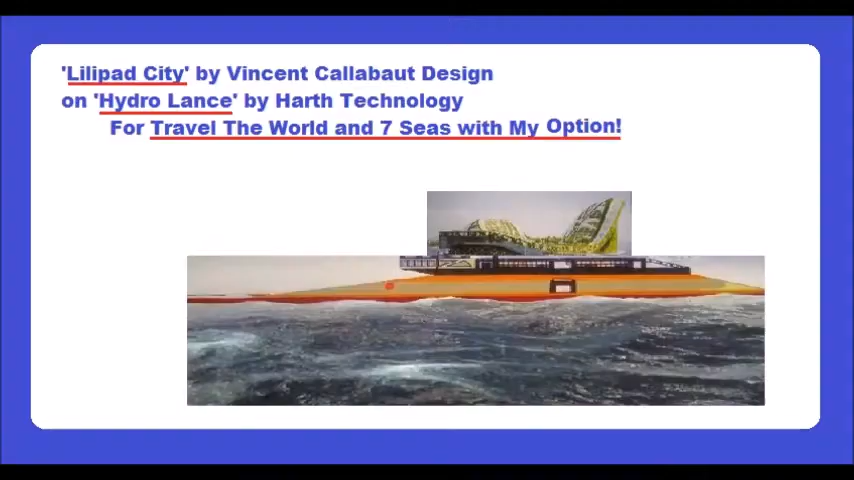 'Lilipad City' by Vincent Callabaut Design
on 'Hydro Lance' by Harth Technology
For Travel The World and 7 Seas with My Option!